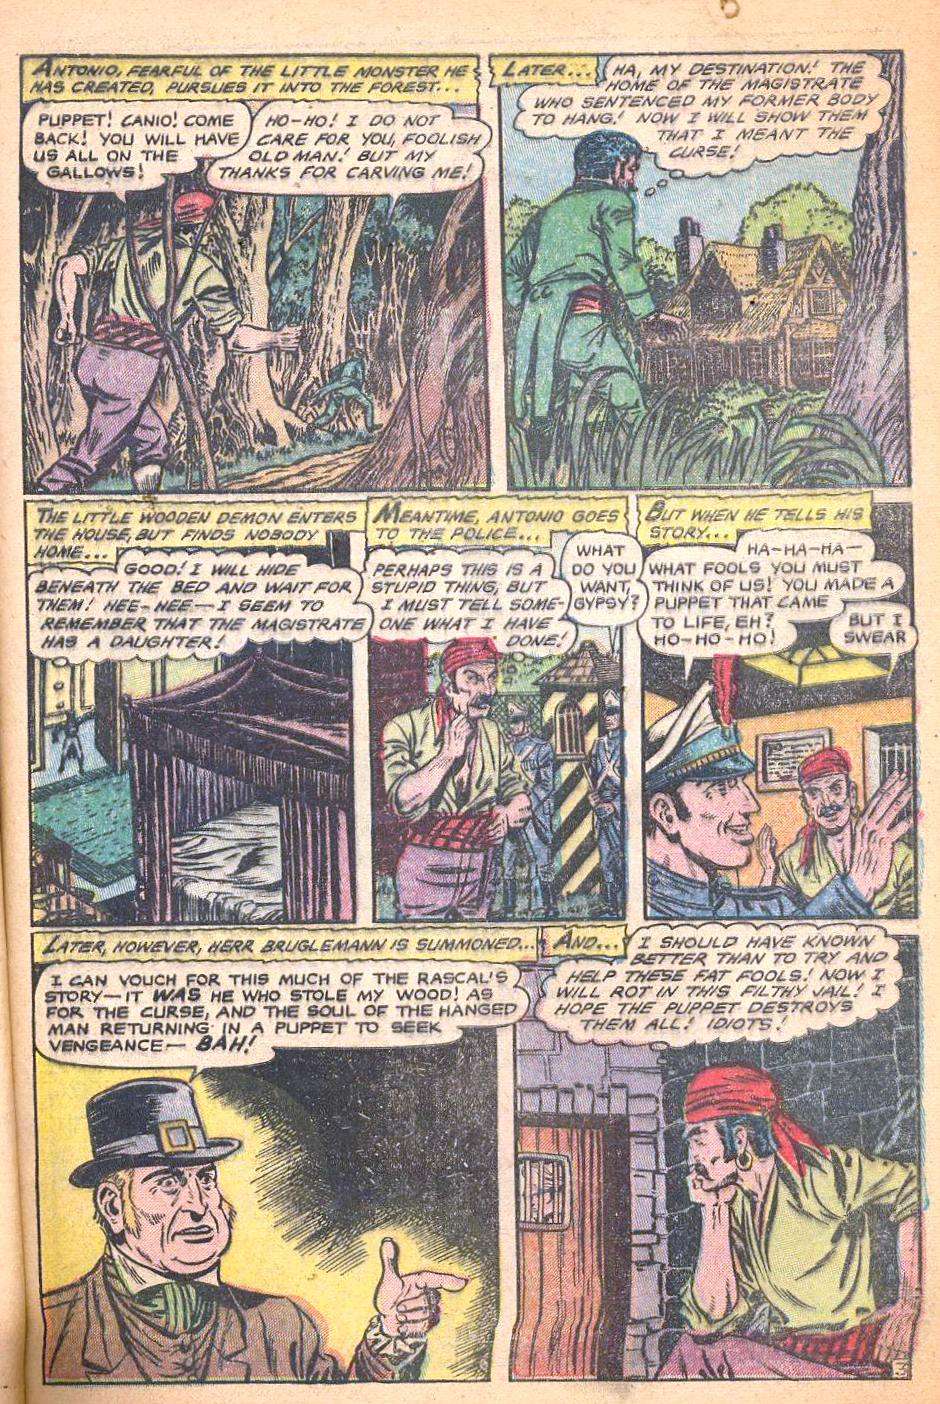 ANTONIO, FEARFUL OF THE LITTLE MONSTER HE
HAS CREATED, PURSUES IT INTO THE FOREST...
PUPPET! CANIO! COME
BACK! YOU WILL HAVE
US ALL ON THE
GALLOWS!
HO-HO! I DO NOT
CARE FOR YOU, FOOLISH
OLD MAN! BUT MY
THANKS FOR CARVING ME!
LATER...
HA, MY DESTINATION! THE
HOME OF THE MAGISTRATE
WHO SENTENCED MY FORMER BODY
TO HANG! NOW I WILL SHOW THEM
THAT I MEANT THE
CURSE!
THE LITTLE WOODEN DEMON ENTERS
THE HOUSE, BUT FINDS NOBODY
HOME...
GOOD! I WILL HIDE
BENEATH THE BED AND WAIT FOR
THEM! HEE-HEE-- I SEEM TO
REMEMBER THAT THE MAGISTRATE
HAS A DAUGHTER!
MEANTIME, ANTONIO GOES
TO THE POLICE...
PERHAPS THIS IS A
STUPID THING, BUT
I MUST TELL SOME-
ONE WHAT I HAVE
DONE!
WHAT
DO YOU
WANT,
GYPSY?
BUT WHEN HE TELLS HIS
STORY...
HA-HA-HA-
WHAT FOOLS YOU MUST
THINK OF US! YOU MADE A
PUPPET THAT CAME
TO LIFE, EH?
HO-HO-HO!
BUT I
SWEAR
LATER, HOWEVER, HERR BRUGLEMANN IS SUMMONED...
I CAN VOUCH FOR THIS MUCH OF THE RASCAL'S
STORY-- IT WAS HE WHO STOLE MY WOOD! AS
FOR THE CURSE, AND THE SOUL OF THE HANGED
MAN RETURNING IN A PUPPET TO SEEK
VENGEANCE-- BAH!
AND...
I SHOULD HAVE KNOWN
BETTER THAN TO TRY AND
HELP THESE FAT FOOLS! NOW I
WILL ROT IN THIS FILTHY JAIL! I
HOPE THE PUPPET DESTROYS
THEM ALL! IDIOTS!
3